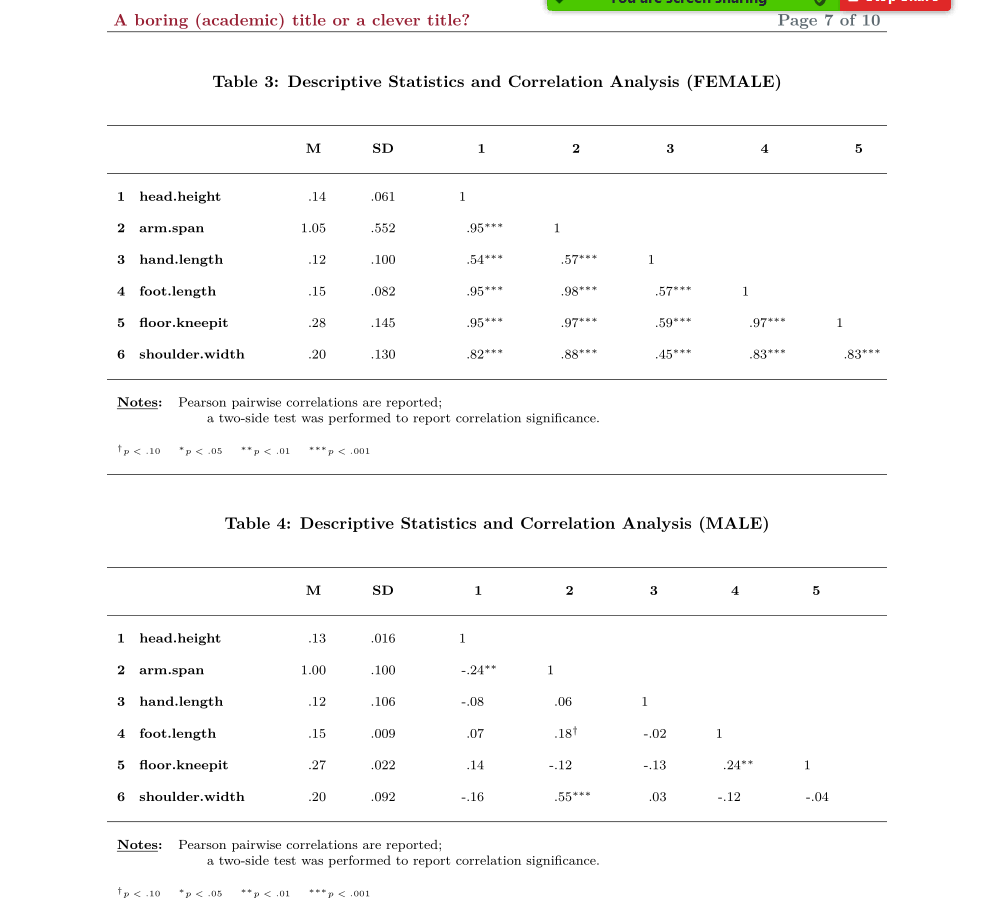 You are screen sharing Stop Share
A boring (academic) title or a clever title? Page 7 of 10
Table 3: Descriptive Statistics and Correlation Analysis (FEMALE)
M SD 1 2 3 4 5
1 head.height .14 .061 1
2 arm.span 1.05 .552 .95*** 1
3 hand.length .12 .100 .54*** .57*** 1
4 foot.length .15 .082 .95*** .98*** .57*** 1
5 floor.kneepit .28 .145 .95*** .97*** .59*** .97*** 1
6 shoulder.width .20 .130 .82*** .88*** .45*** .83*** .83***
Notes: Pearson pairwise correlations are reported;
a two-side test was performed to report correlation significance.
†p < .10 *p < .05 **p < .01 ***p < .001
Table 4: Descriptive Statistics and Correlation Analysis (MALE)
M SD 1 2 3 4 5
1 head.height .13 .016 1
2 arm.span 1.00 .100 -.24** 1
3 hand.length .12 .106 -.08 .06 1
4 foot.length .15 .009 .07 .18† -.02 1
5 floor.kneepit .27 .022 .14 -.12 -.13 .24** 1
6 shoulder.width .20 .092 -.16 .55*** .03 -.12 -.04
Notes: Pearson pairwise correlations are reported;
a two-side test was performed to report correlation significance.
†p < .10 *p < .05 **p < .01 ***p < .001